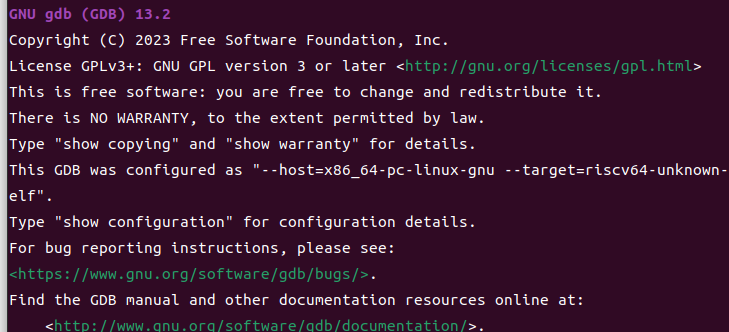 GNU gdb (GDB) 13.2
Copyright (C) 2023 Free Software Foundation, Inc.
License GPLv3+: GNU GPL version 3 or later <http://gnu.org/licenses/gpl.html>
This is free software: you are free to change and redistribute it.
There is NO WARRANTY, to the extent permitted by law.
Type "show copying" and "show warranty" for details.
This GDB was configured as "--host=x86_64-pc-linux-gnu --target=riscv64-unknown-
elf".
Type "show configuration" for configuration details.
For bug reporting instructions, please see:
<https://www.gnu.org/software/gdb/bugs/>.
Find the GDB manual and other documentation resources online at:
    <http://www.gnu.org/software/gdb/documentation/>.